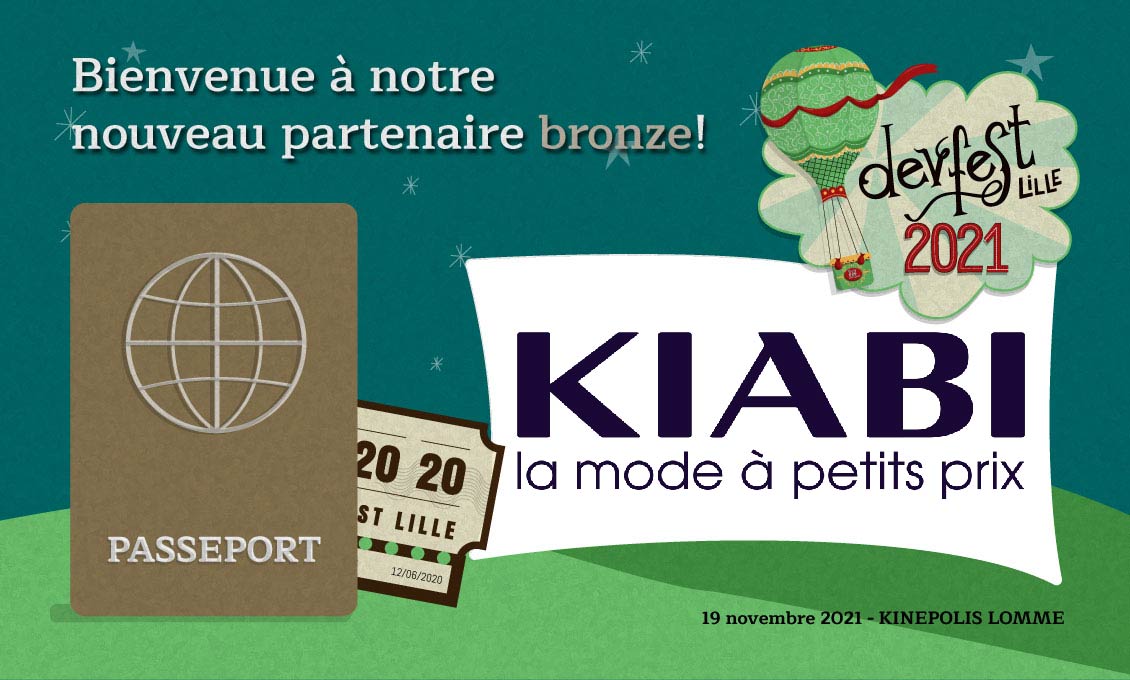 Bienvenue à notre
nouveau partenaire bronze!
devfest
LILLE
2021
KIABI
la mode à petits prix
PASSEPORT
20 20
ST LILLE
12/06/2020
19 novembre 2021 - KINEPOLIS LOMME